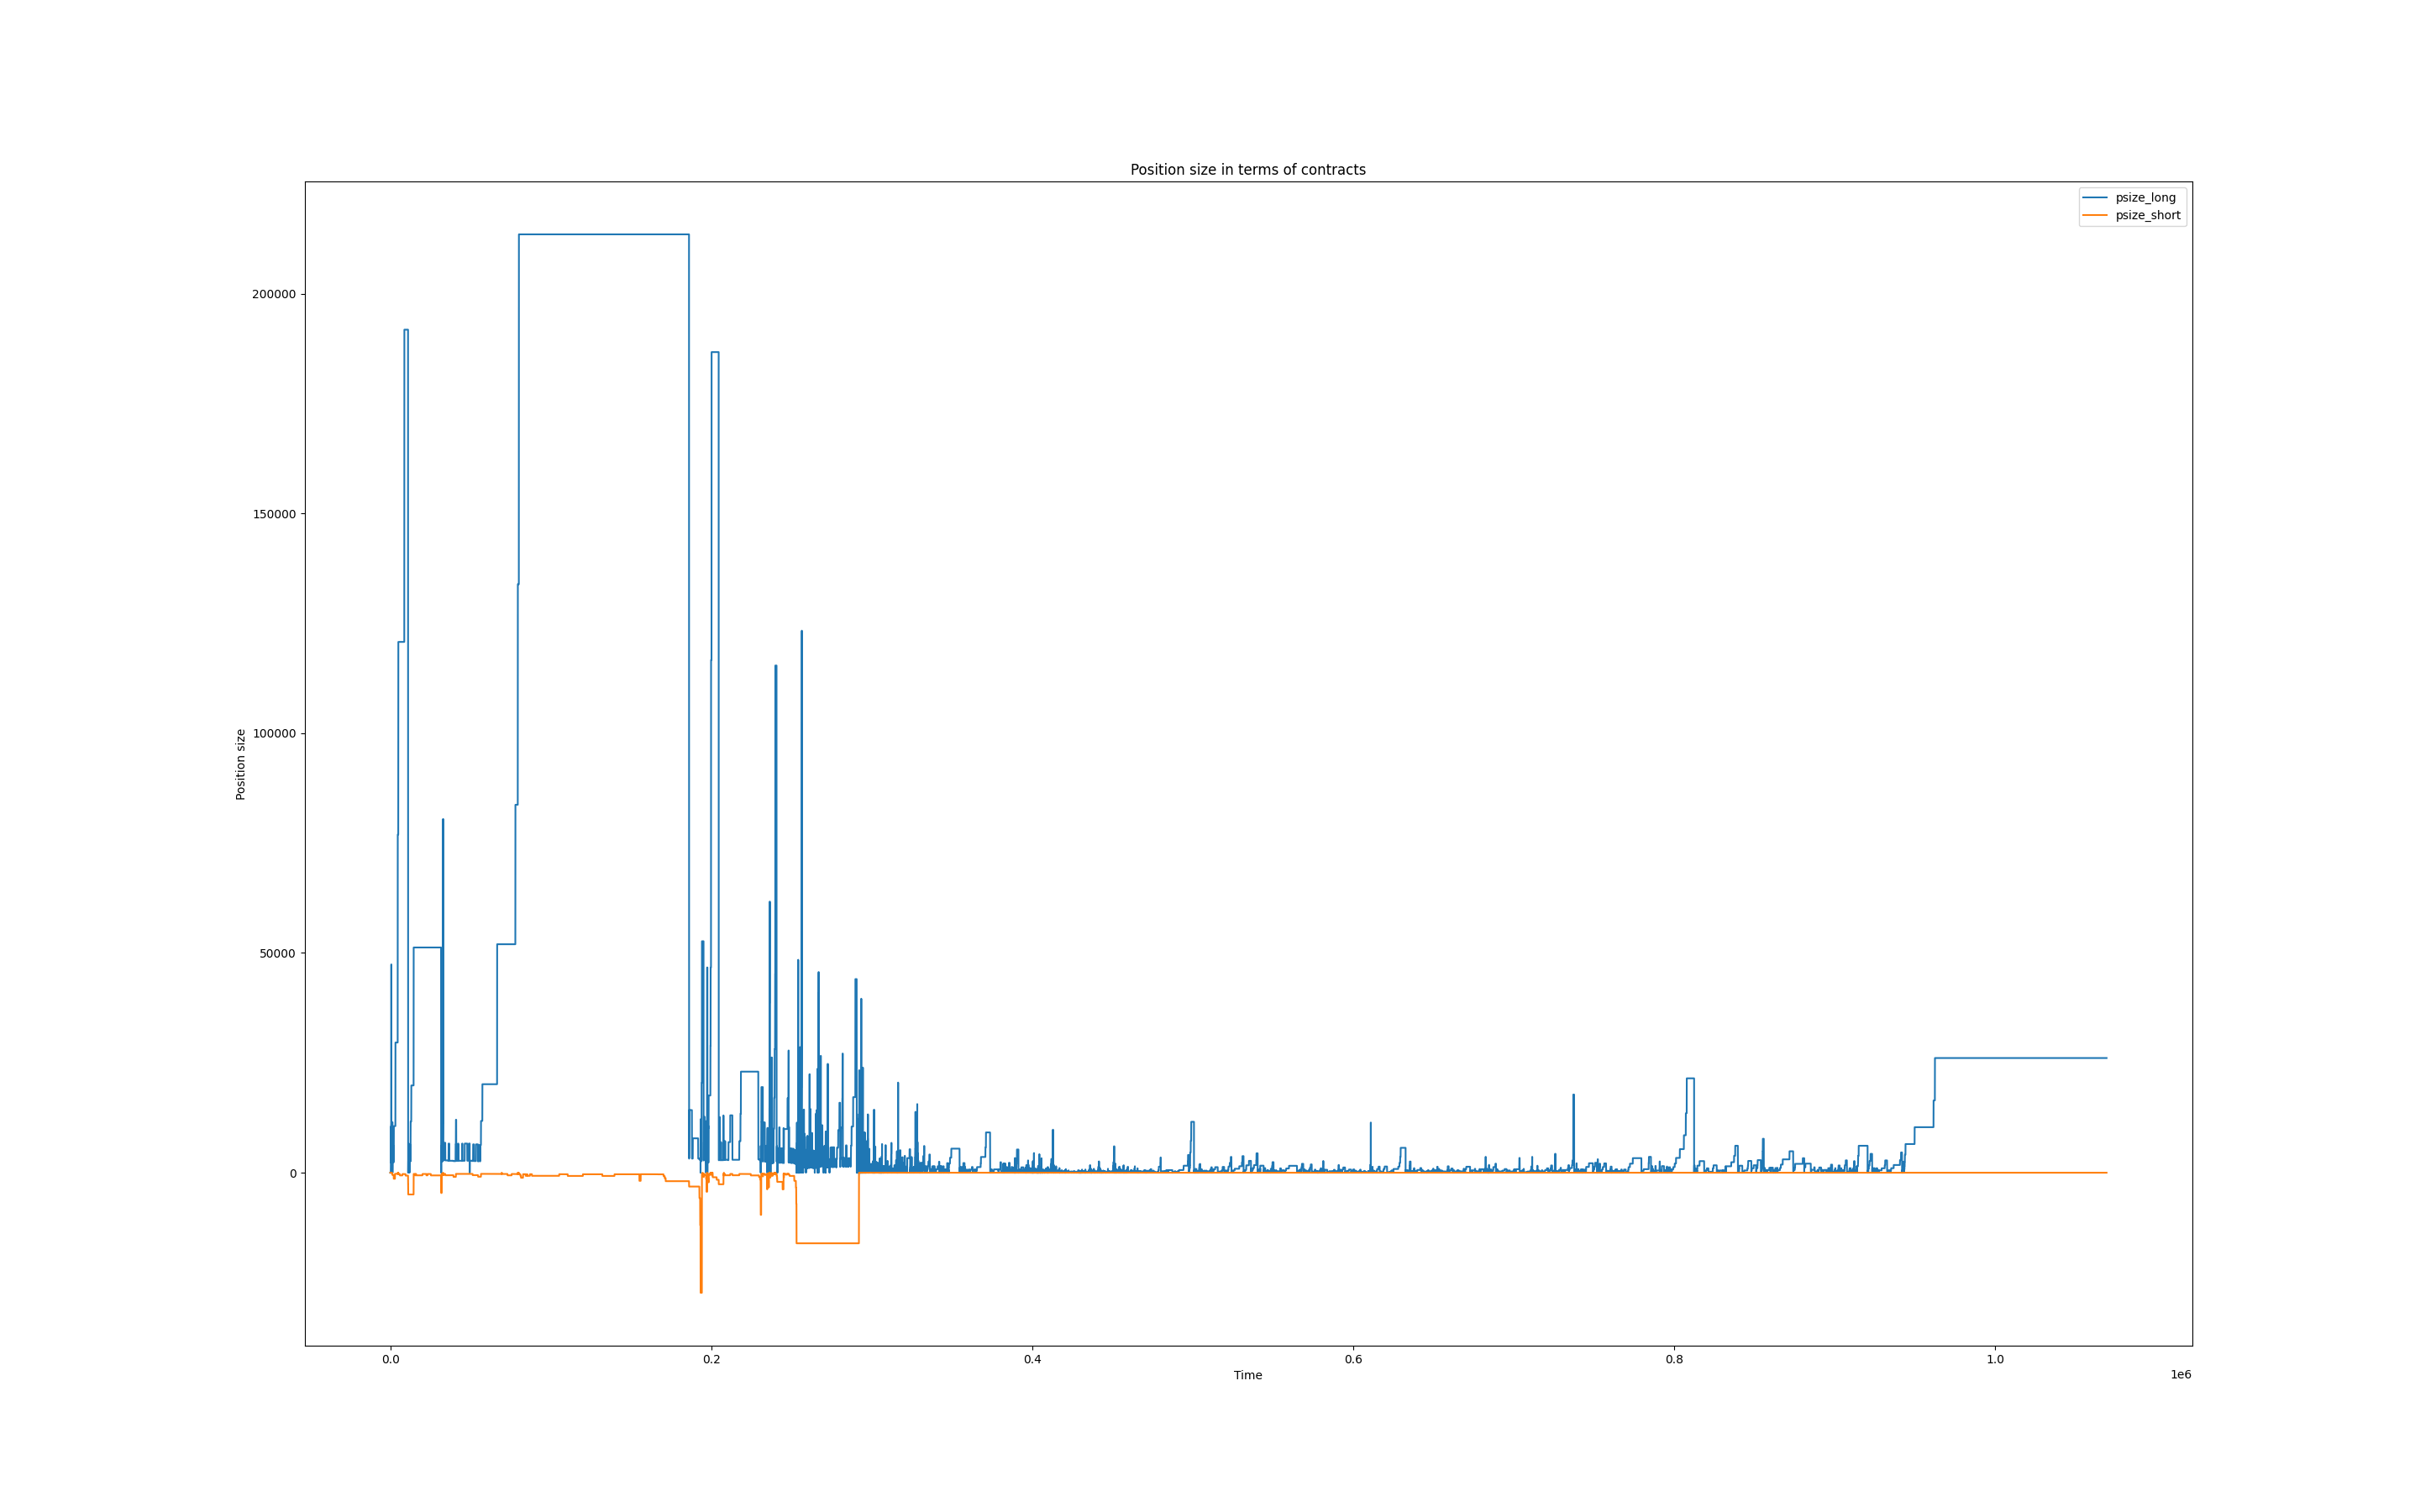 Position size in terms of contracts
psize_long
psize_short
200000
150000
100000
50000
0
Position size
0.0 0.2 0.4 0.6 0.8 1.0
Time
1e6